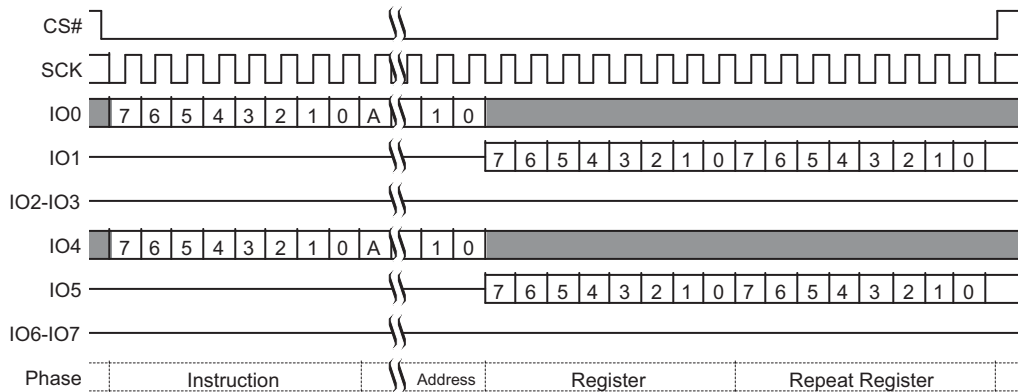 CS#
SCK
IO0 7 6 5 4 3 2 1 0 A 1 0
IO1 7 6 5 4 3 2 1 0 7 6 5 4 3 2 1 0
IO2-IO3
IO4 7 6 5 4 3 2 1 0 A 1 0
IO5 7 6 5 4 3 2 1 0 7 6 5 4 3 2 1 0
IO6-IO7
Phase Instruction Address Register Repeat Register